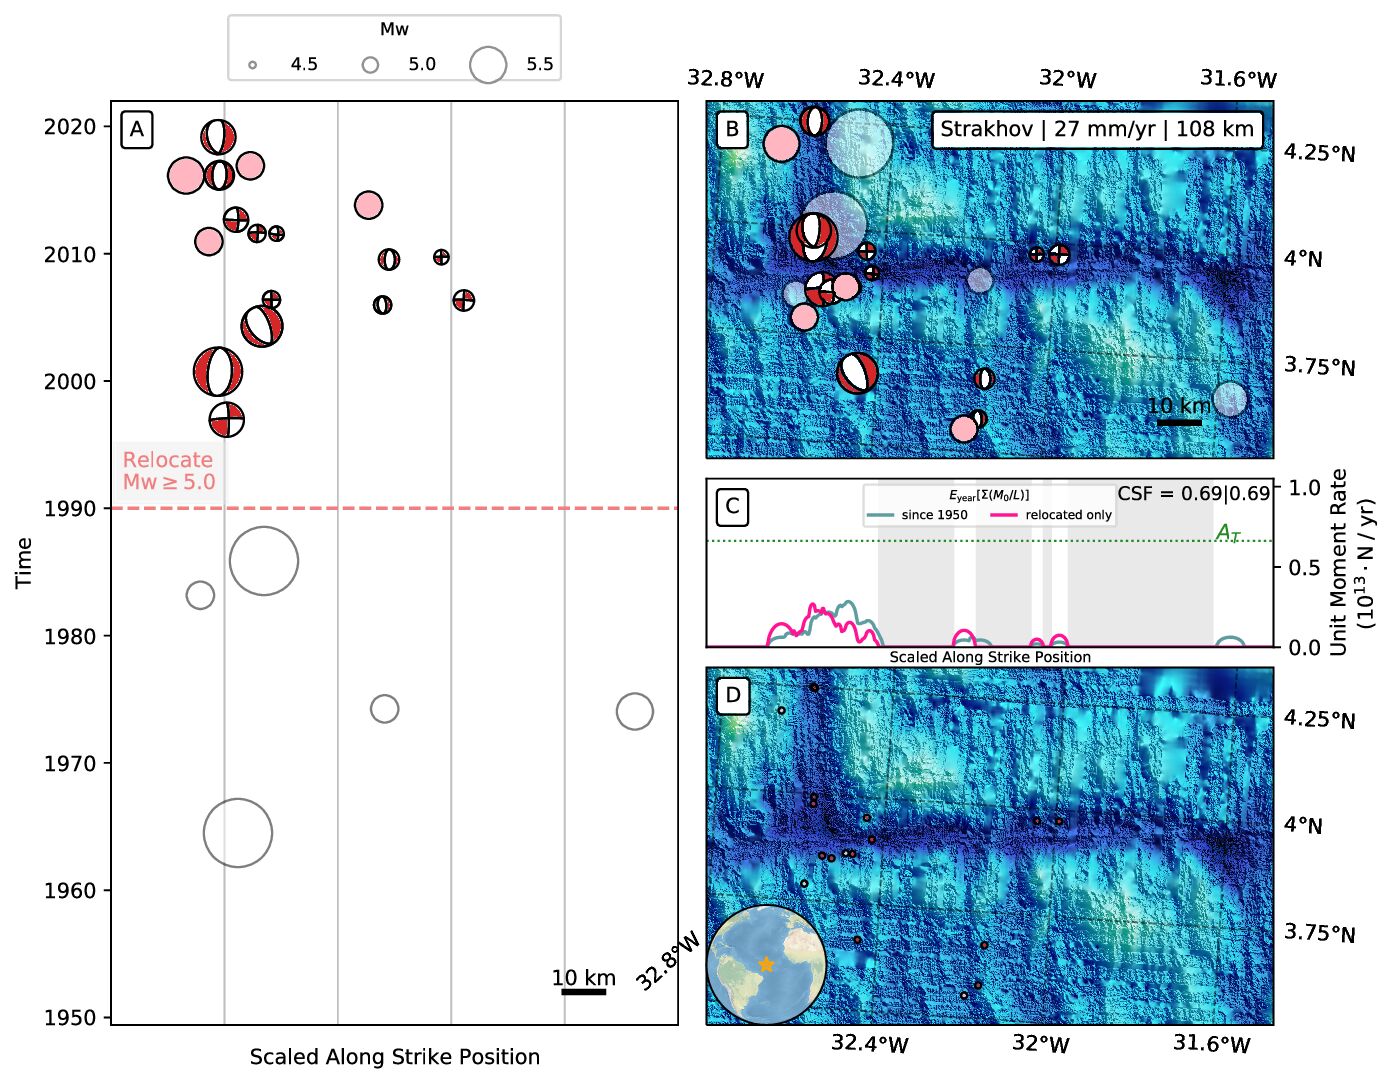 Mw
4.5 5.0 5.5
A
2020
2010
2000
1990
1980
1970
1960
1950
Time
Relocate
Mw ≥ 5.0
10 km
Scaled Along Strike Position
32.8°W 32.4°W 32°W 31.6°W
B
Strakhov | 27 mm/yr | 108 km
4.25°N
4°N
3.75°N
10 km
C
E_year[Σ(M_0/L)]
since 1950 relocated only
CSF = 0.69|0.69
A_T
1.0
0.5
0.0
Unit Moment Rate
(10^13 · N / yr)
Scaled Along Strike Position
D
4.25°N
4°N
3.75°N
32.8°W
32.4°W 32°W 31.6°W